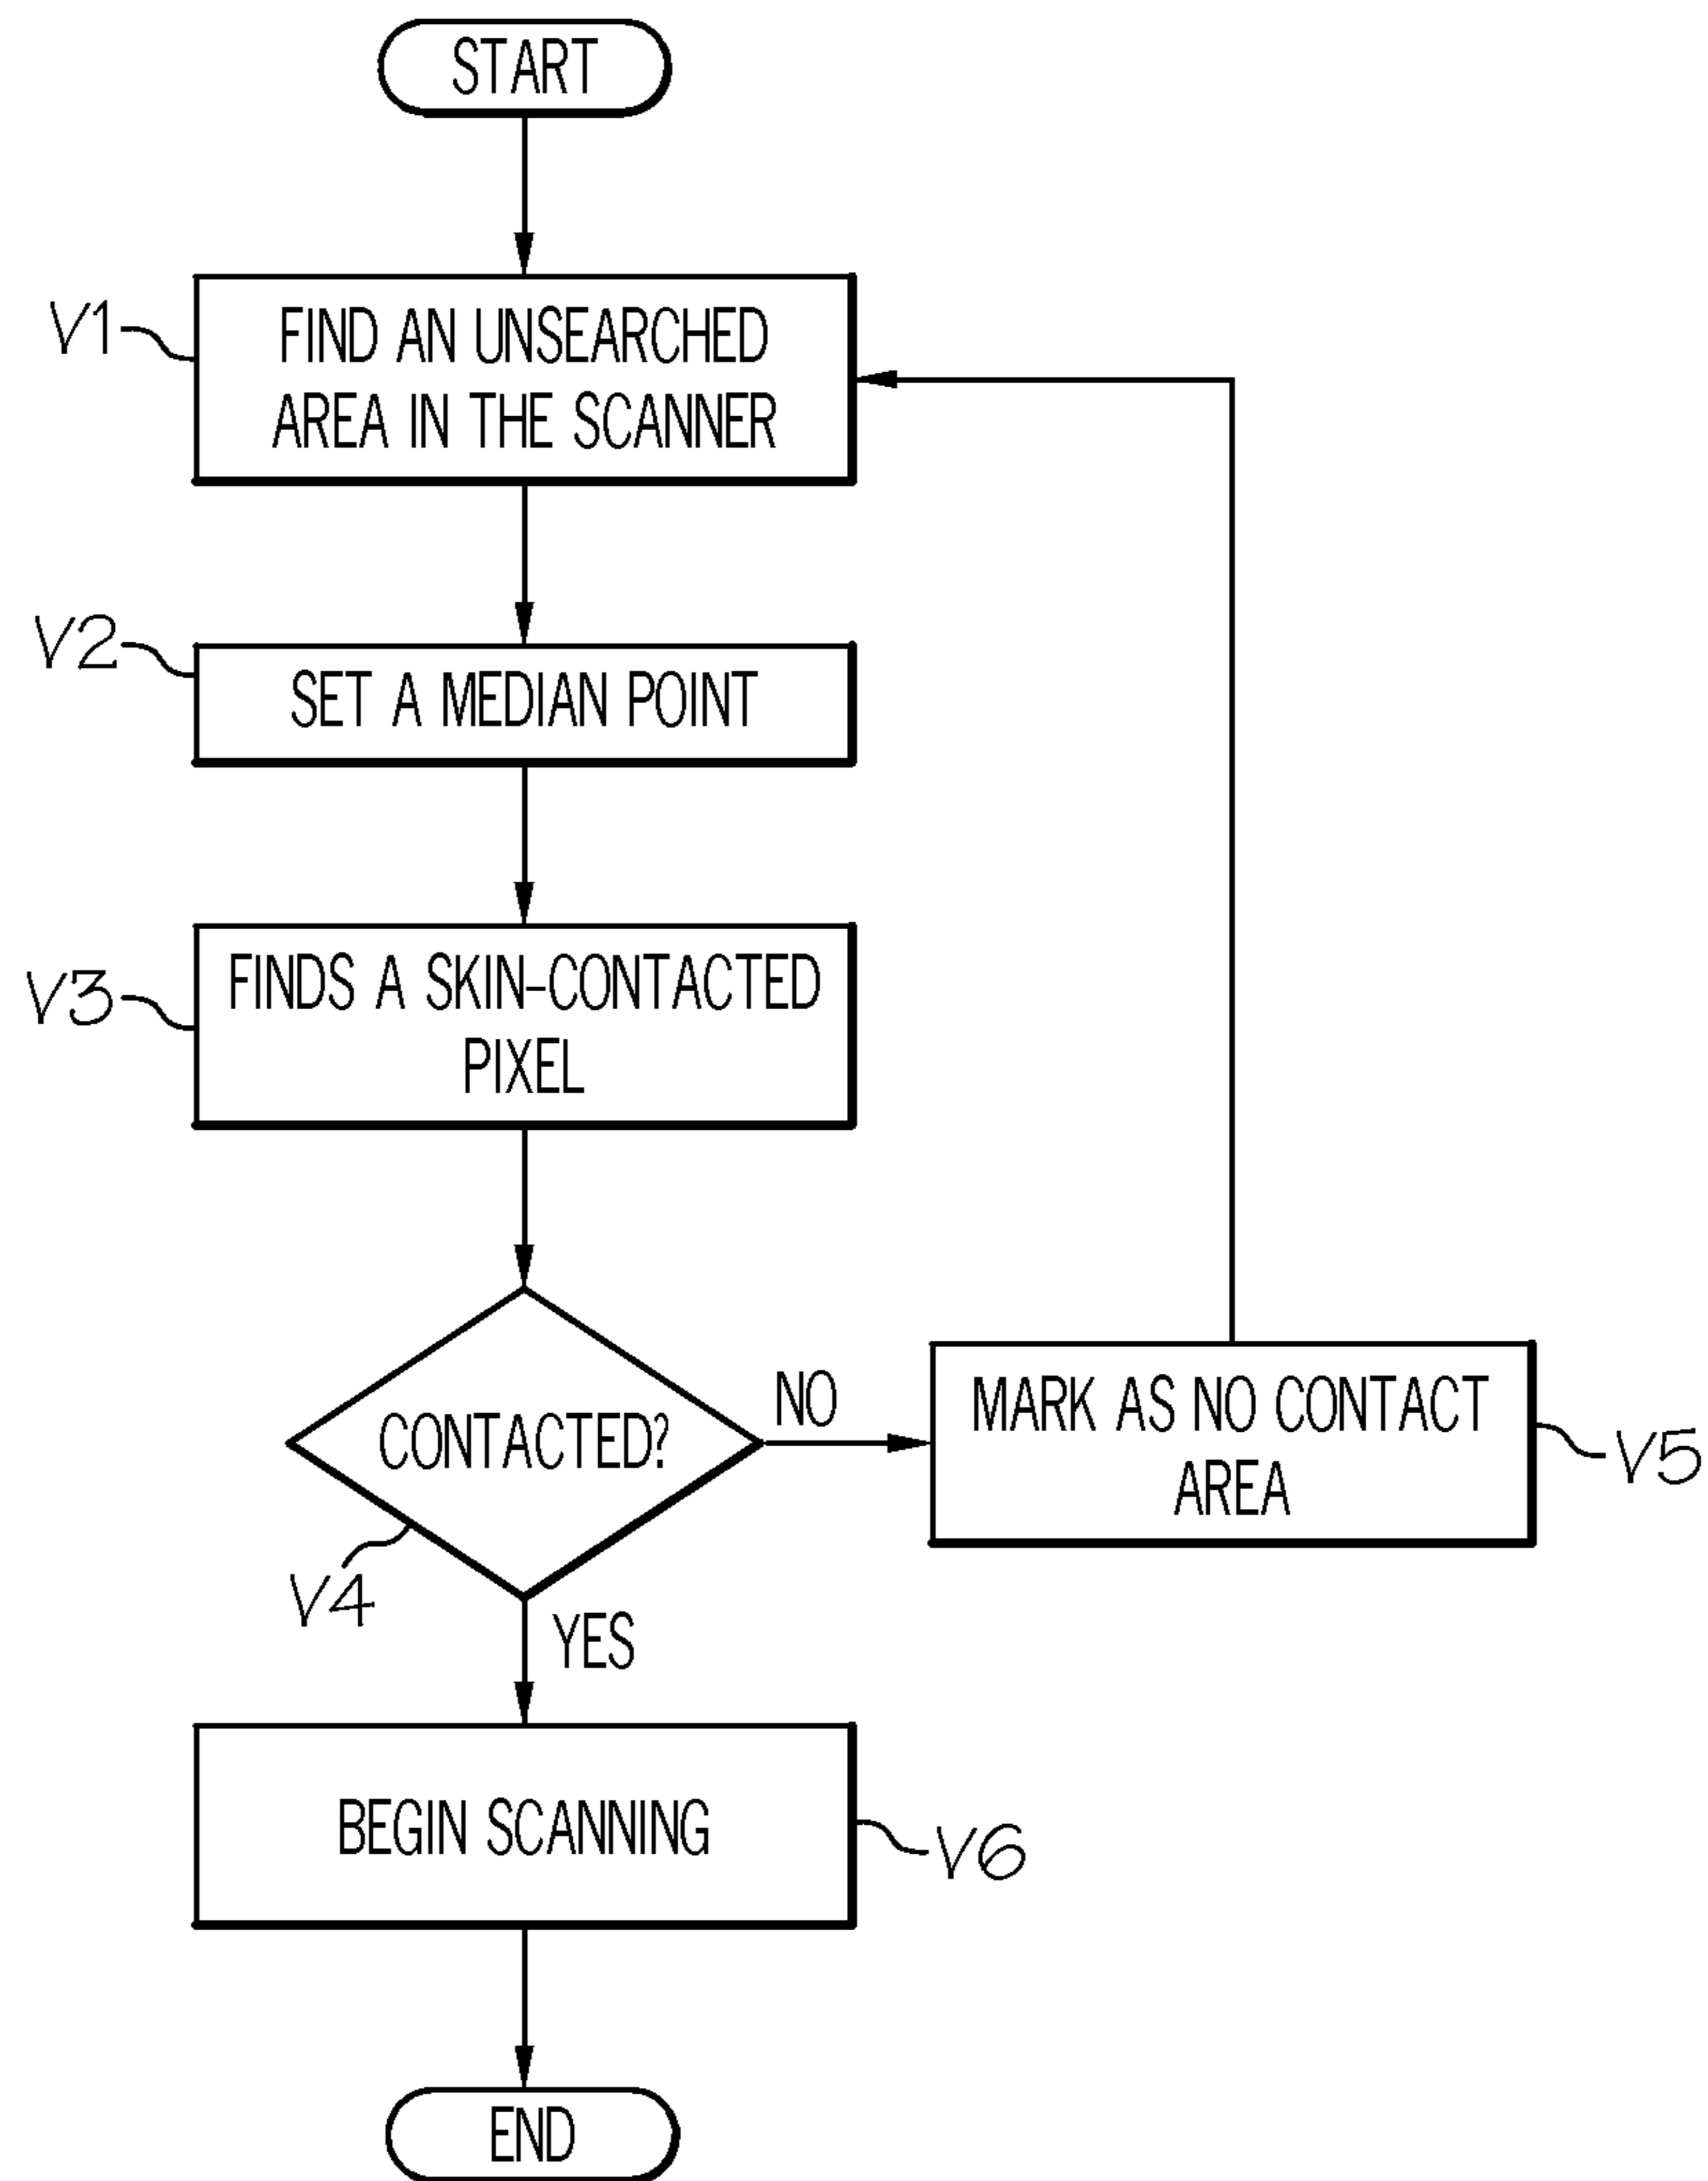 START
V1
FIND AN UNSEARCHED
AREA IN THE SCANNER
V2
SET A MEDIAN POINT
V3
FINDS A SKIN-CONTACTED
PIXEL
V4
CONTACTED?
NO
MARK AS NO CONTACT
AREA
V5
YES
BEGIN SCANNING
V6
END